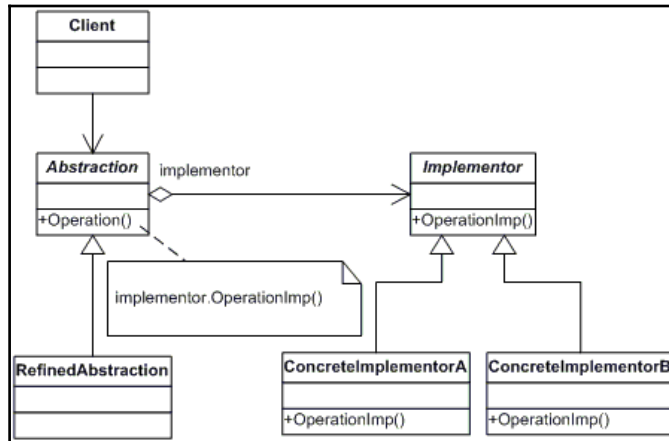 Client
Abstraction
implementor
Implementor
+Operation()
+OperationImp()
implementor.OperationImp()
RefinedAbstraction
ConcreteImplementorA
ConcreteImplementorB
+OperationImp()
+OperationImp()